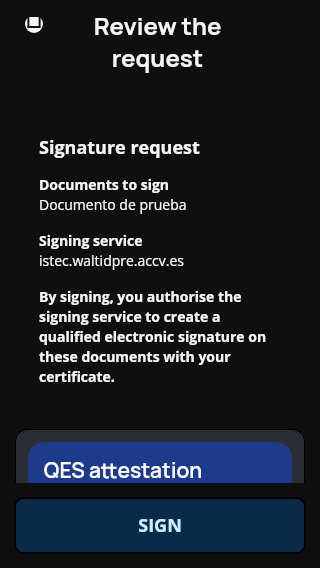 Review the
request
Signature request
Documents to sign
Documento de prueba
Signing service
istec.waltidpre.accv.es
By signing, you authorise the
signing service to create a
qualified electronic signature on
these documents with your
certificate.
QES attestation
SIGN